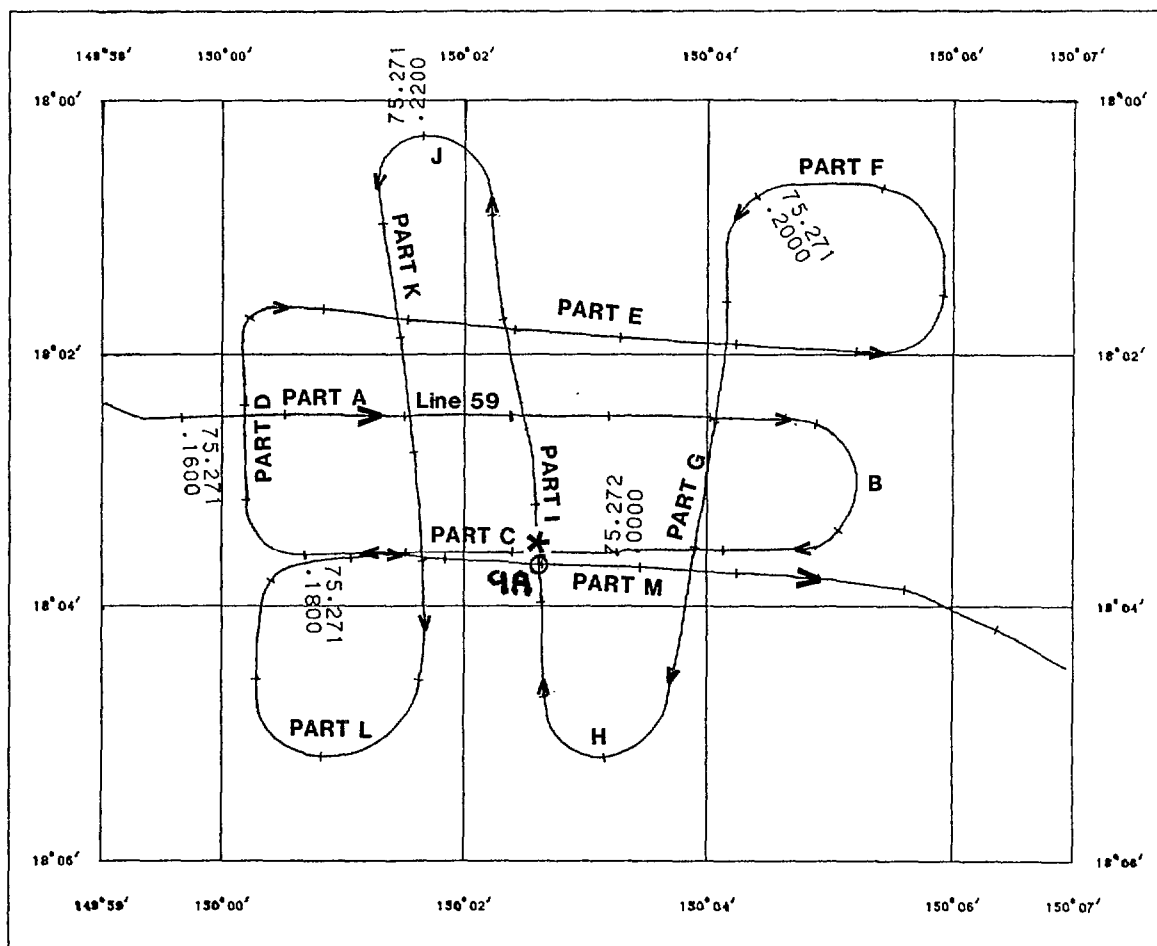 149°59′ 150°00′ 150°02′ 150°04′ 150°06′ 150°07′
18°00′ 18°00′
75.271
.2200
J
PART F
75.271
.2000
PART K
PART E
18°02′ 18°02′
PART A
Line 59
PART D
PART I
PART G
75.271
.1600
B
75.272
.0000
PART C
9A
PART M
75.271
.1800
18°04′ 18°04′
PART L
H
18°06′ 18°06′
149°59′ 150°00′ 150°02′ 150°04′ 150°06′ 150°07′